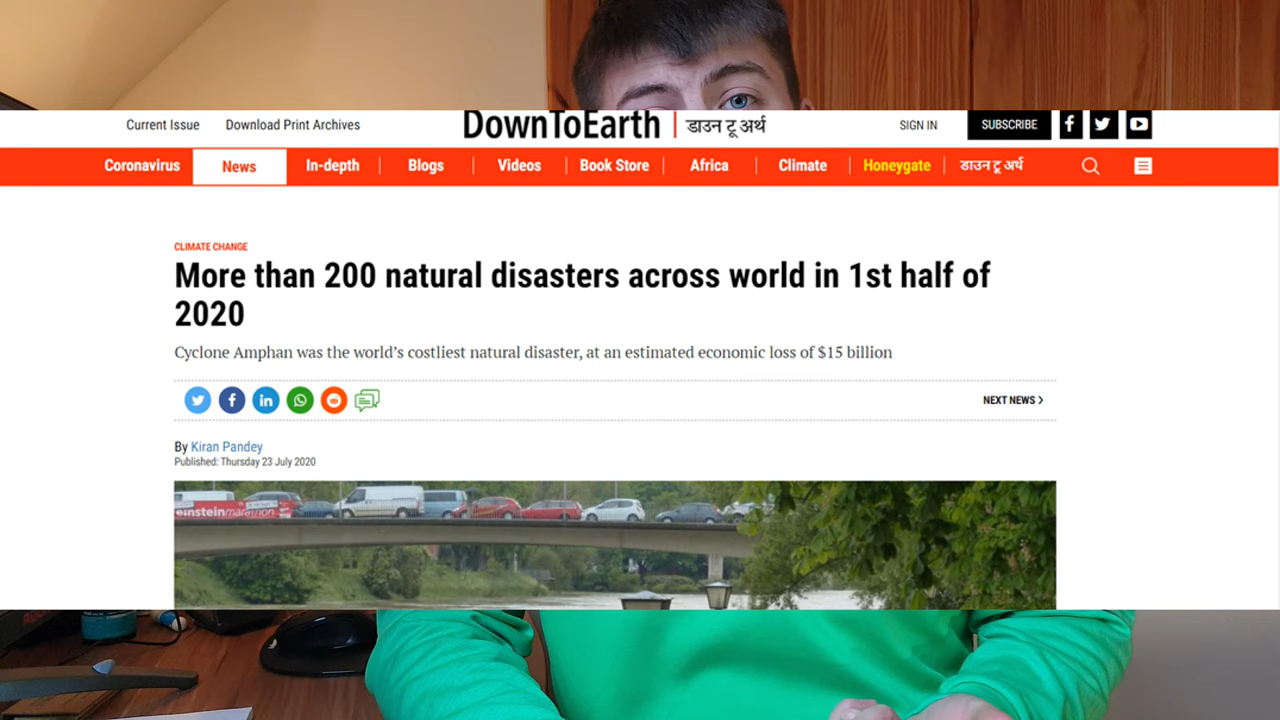 DownToEarth | डाउन टू अर्थ
Current Issue Download Print Archives SIGN IN SUBSCRIBE
Coronavirus News In-depth Blogs Videos Book Store Africa Climate Honeygate डाउन टू अर्थ
CLIMATE CHANGE
More than 200 natural disasters across world in 1st half of
2020
Cyclone Amphan was the world’s costliest natural disaster, at an estimated economic loss of $15 billion
NEXT NEWS >
By Kiran Pandey
Published: Thursday 23 July 2020
einsteinmarathon